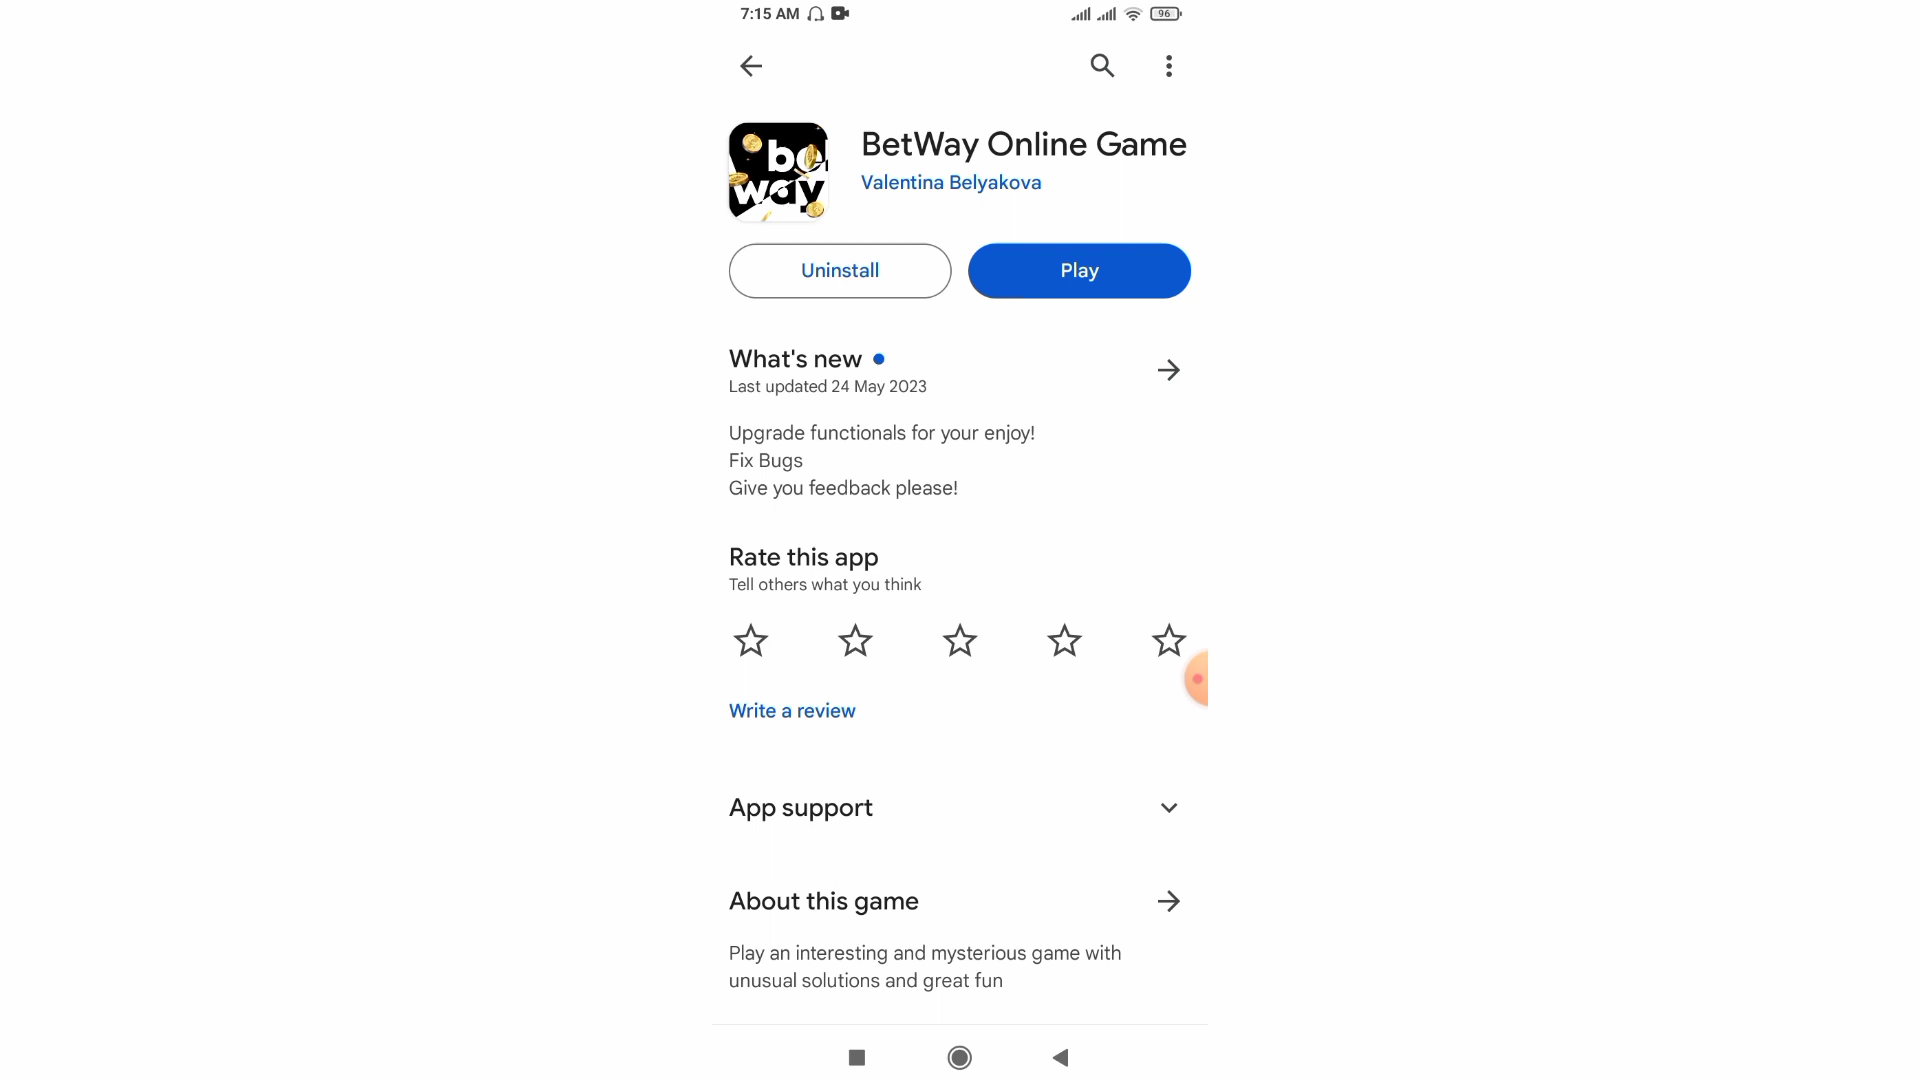 7:15 AM
96
be
way
BetWay Online Game
Valentina Belyakova
Uninstall
Play
What's new
Last updated 24 May 2023
Upgrade functionals for your enjoy!
Fix Bugs
Give you feedback please!
Rate this app
Tell others what you think
Write a review
App support
About this game
Play an interesting and mysterious game with
unusual solutions and great fun